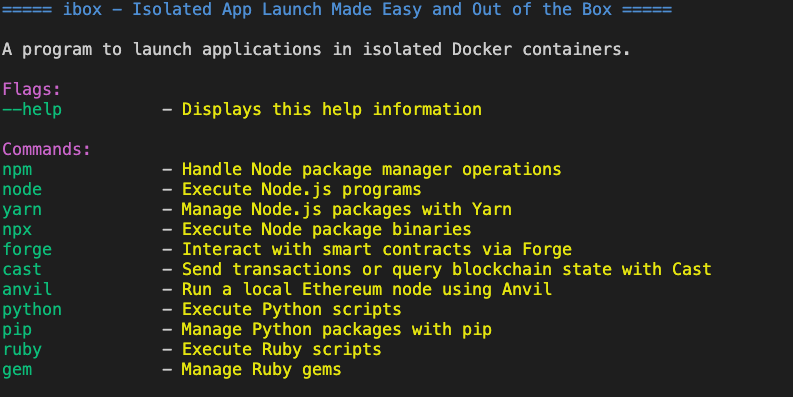 ===== ibox – Isolated App Launch Made Easy and Out of the Box =====
A program to launch applications in isolated Docker containers.
Flags:
--help – Displays this help information
Commands:
npm – Handle Node package manager operations
node – Execute Node.js programs
yarn – Manage Node.js packages with Yarn
npx – Execute Node package binaries
forge – Interact with smart contracts via Forge
cast – Send transactions or query blockchain state with Cast
anvil – Run a local Ethereum node using Anvil
python – Execute Python scripts
pip – Manage Python packages with pip
ruby – Execute Ruby scripts
gem – Manage Ruby gems